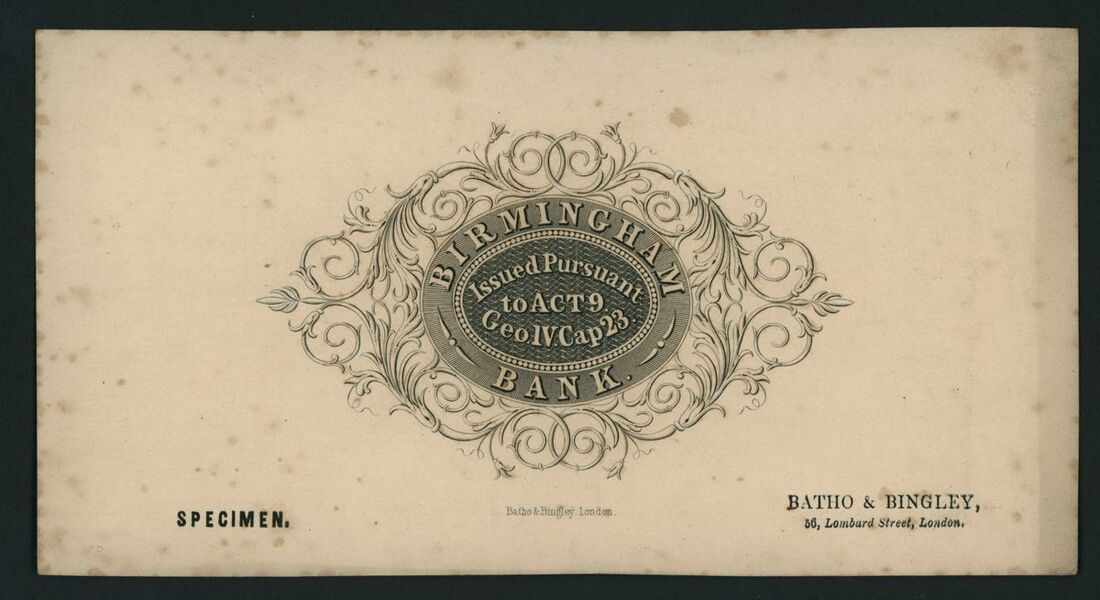 BIRMINGHAM
Issued Pursuant
to ACT 9
Geo. IV. Cap 23.
BANK.
Batho & Bingley, London.
SPECIMEN.
BATHO & BINGLEY,
56, Lombard Street, London.